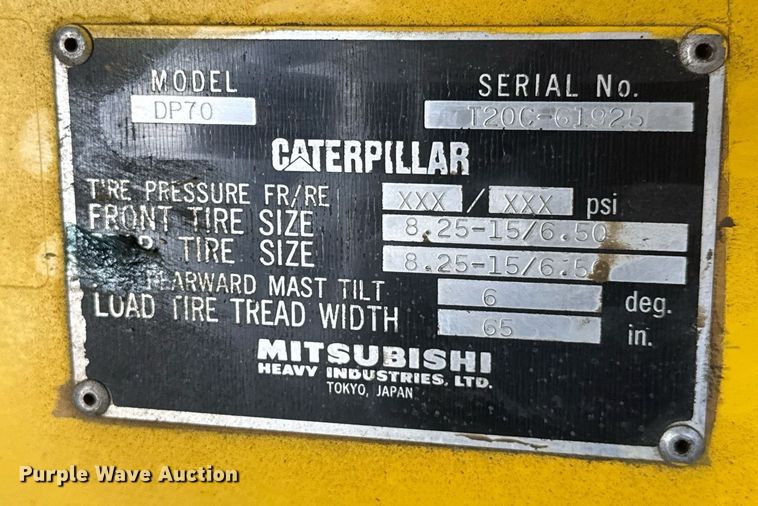 MODEL
DP70
SERIAL No.
T20C-61925
CATERPILLAR
TIRE PRESSURE FR/RE XXX / XXX psi
FRONT TIRE SIZE 8.25-15/6.50
TIRE SIZE 8.25-15/6.5
MAST TILT 6 deg.
LOAD TIRE TREAD WIDTH 65 in.
MITSUBISHI
HEAVY INDUSTRIES, LTD.
TOKYO, JAPAN
Purple Wave Auction